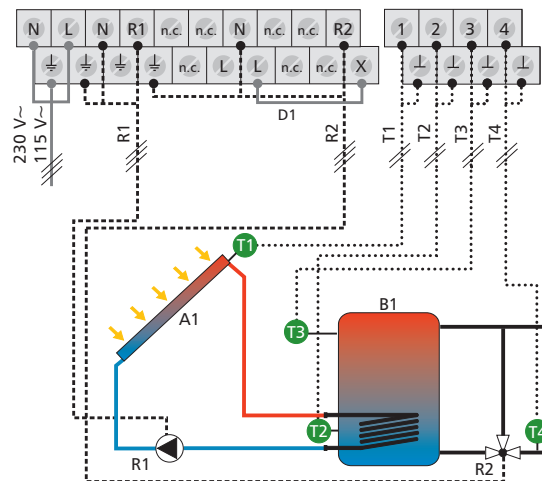 N L N R1 n.c. n.c. N n.c. n.c. R2
n.c. L L n.c. n.c. X
1 2 3 4
D1
230 V~
115 V~
R1
R2
T1
T2
T3
T4
T1
A1
B1
T3
T2
T4
R1
R2